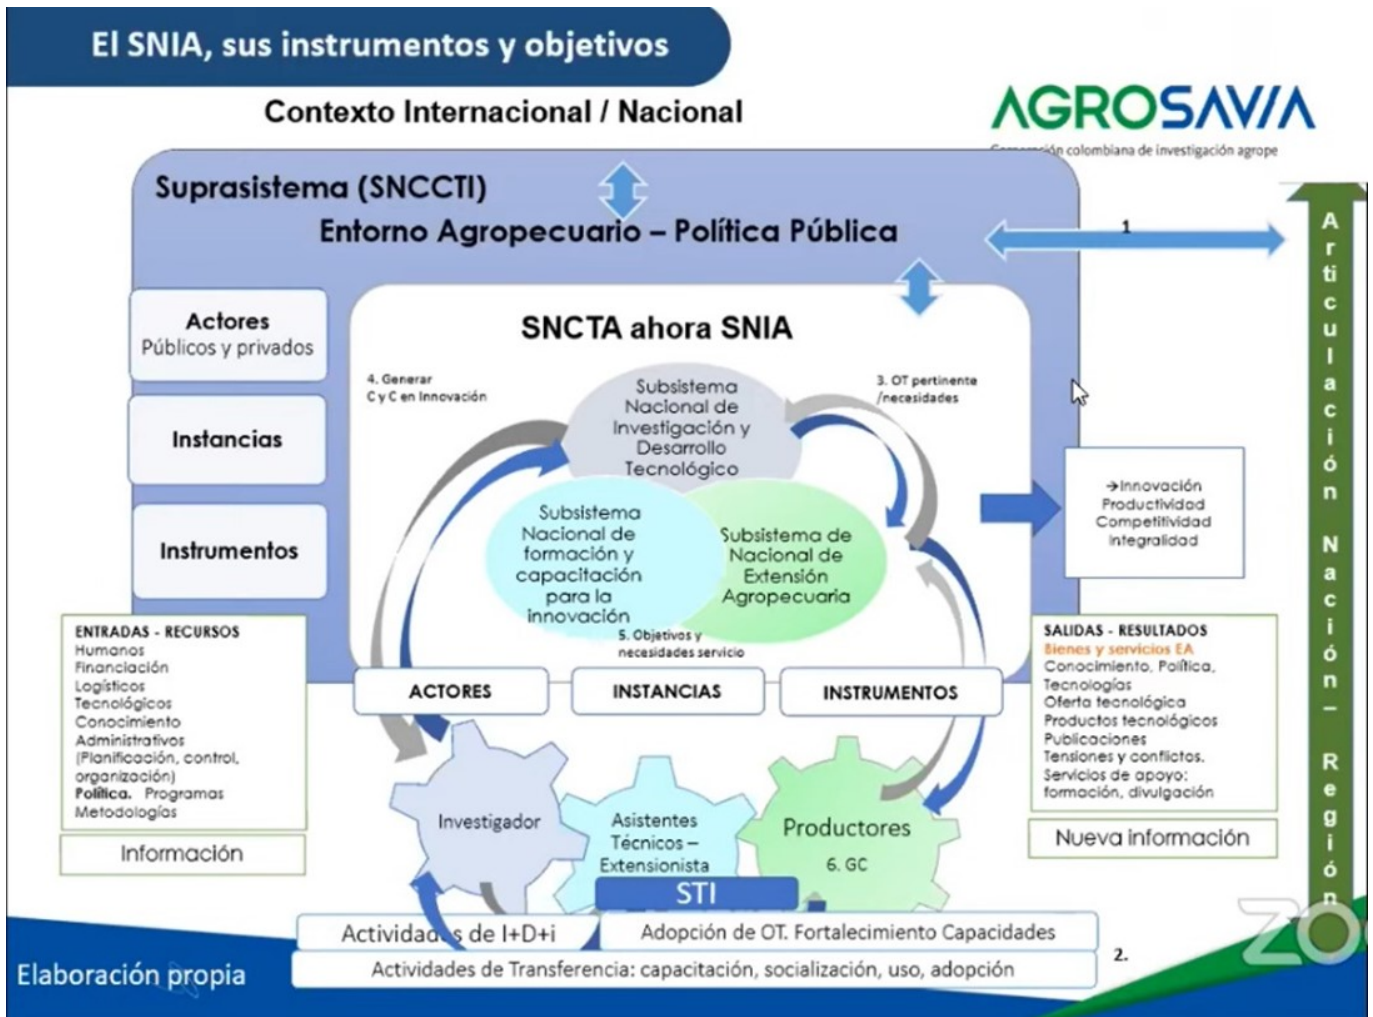 El SNIA, sus instrumentos y objetivos
Contexto Internacional / Nacional
AGROSAVIA
colombiana de investigación agrope
Suprasistema (SNCCTI)
Entorno Agropecuario – Política Pública
1
Actores
Públicos y privados
Instancias
Instrumentos
SNCTA ahora SNIA
4. Generar
C y C en Innovación
3. OT pertinente
/necesidades
Subsistema
Nacional de
Investigación y
Desarrollo
Tecnológico
Subsistema
Nacional de
formación y
capacitación
para la
innovación
Subsistema de
Nacional de
Extensión
Agropecuaria
5. Objetivos y
necesidades servicio
→Innovación
Productividad
Competitividad
Integralidad
ACTORES
INSTANCIAS
INSTRUMENTOS
ENTRADAS - RECURSOS
Humanos
Financiación
Logísticos
Tecnológicos
Conocimiento
Administrativos
(Planificación, control,
organización)
Política. Programas
Metodologías
Información
SALIDAS - RESULTADOS
Bienes y servicios EA
Conocimiento, Política,
Tecnologías
Oferta tecnológica
Productos tecnológicos
Publicaciones
Tensiones y conflictos.
Servicios de apoyo:
formación, divulgación
Nueva información
Investigador
Asistentes
Técnicos –
Extensionista
Productores
6. GC
STI
Actividades de I+D+i
Adopción de OT. Fortalecimiento Capacidades
Actividades de Transferencia: capacitación, socialización, uso, adopción
2.
Elaboración propia
Articulación Nación – Región